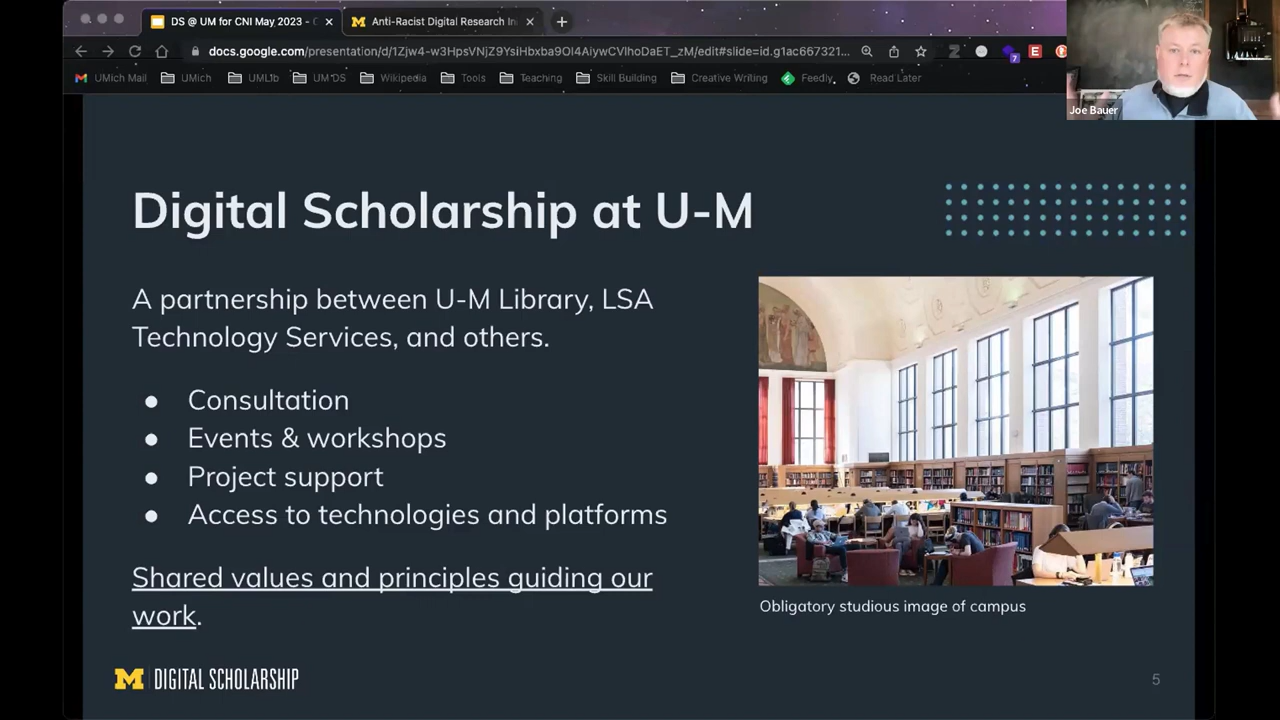 DS @ UM for CNI May 2023 -
Anti-Racist Digital Research In
docs.google.com/presentation/d/1Zjw4-w3HpsVNjZ9YsiHbxba9OI4AiywCVlhoDaET_zM/edit#slide=id.g1ac667321...
7
E
UMich Mail
UMich
UMLib
UM DS
Wikipedia
Tools
Teaching
Skill Building
Creative Writing
Feedly.
Read Later
Joe Bauer
Digital Scholarship at U-M
A partnership between U-M Library, LSA
Technology Services, and others.
● Consultation
● Events & workshops
● Project support
● Access to technologies and platforms
Shared values and principles guiding our
work.
Obligatory studious image of campus
M DIGITAL SCHOLARSHIP
5